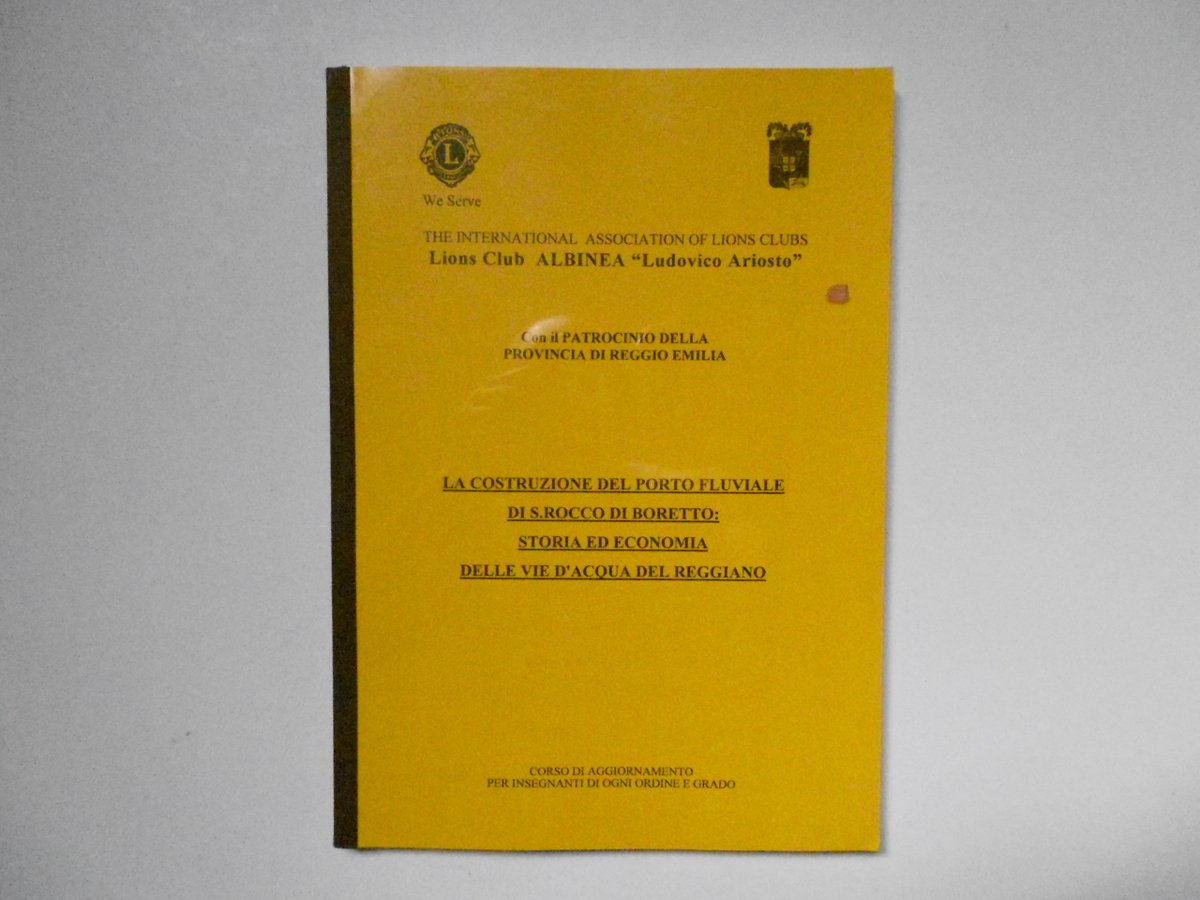 LIONS
L
We Serve
THE INTERNATIONAL ASSOCIATION OF LIONS CLUBS
Lions Club ALBINEA “Ludovico Ariosto”
Con il PATROCINIO DELLA
PROVINCIA DI REGGIO EMILIA
LA COSTRUZIONE DEL PORTO FLUVIALE
DI S.ROCCO DI BORETTO:
STORIA ED ECONOMIA
DELLE VIE D'ACQUA DEL REGGIANO
CORSO DI AGGIORNAMENTO
PER INSEGNANTI DI OGNI ORDINE E GRADO